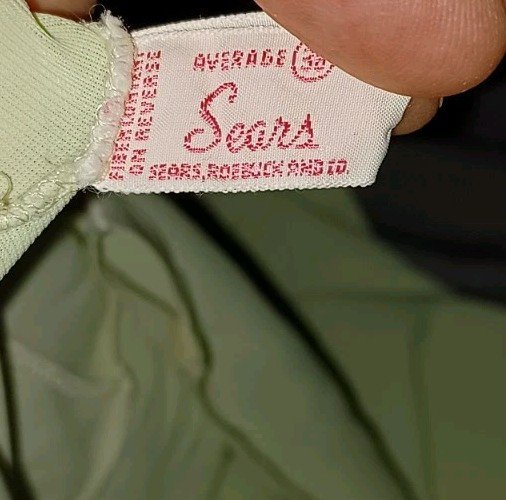 AVERAGE 32
Sears
SEARS, ROEBUCK AND CO.
FIBER CONTENT
ON REVERSE